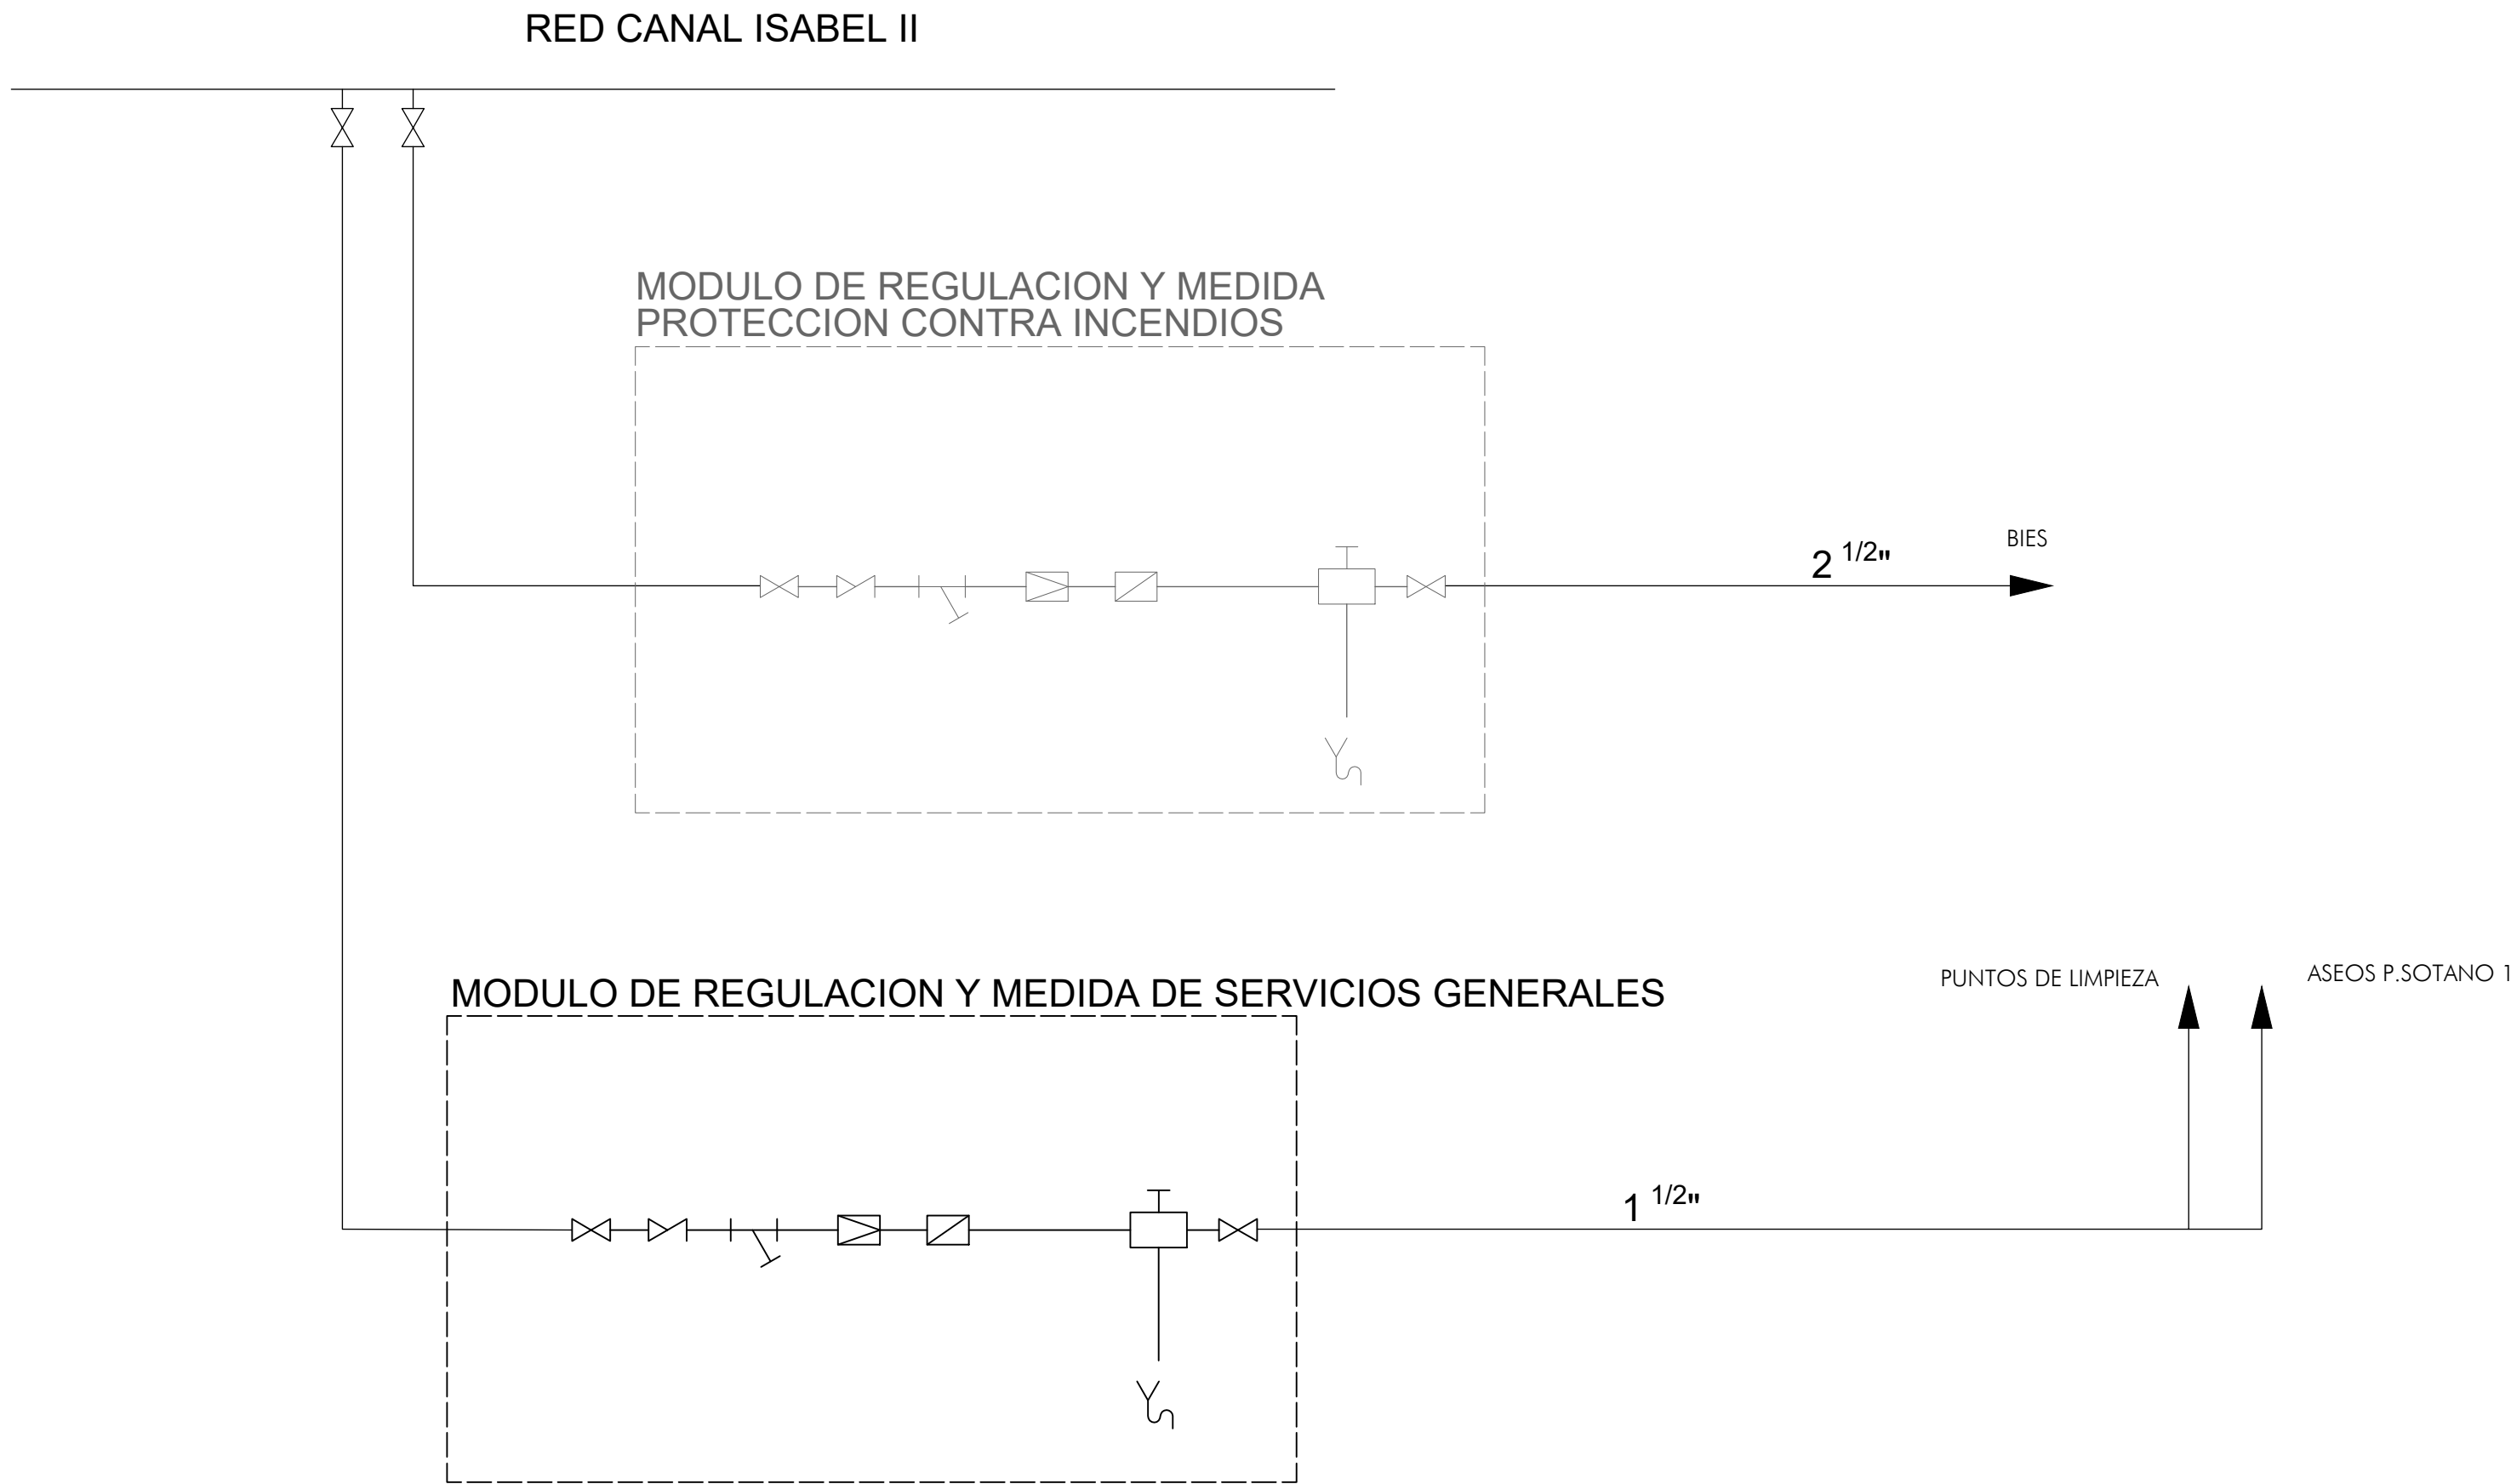 RED CANAL ISABEL II
MODULO DE REGULACION Y MEDIDA
PROTECCION CONTRA INCENDIOS
2 1/2"
BIES
MODULO DE REGULACION Y MEDIDA DE SERVICIOS GENERALES
PUNTOS DE LIMPIEZA
ASEOS P.SOTANO 1
1 1/2"